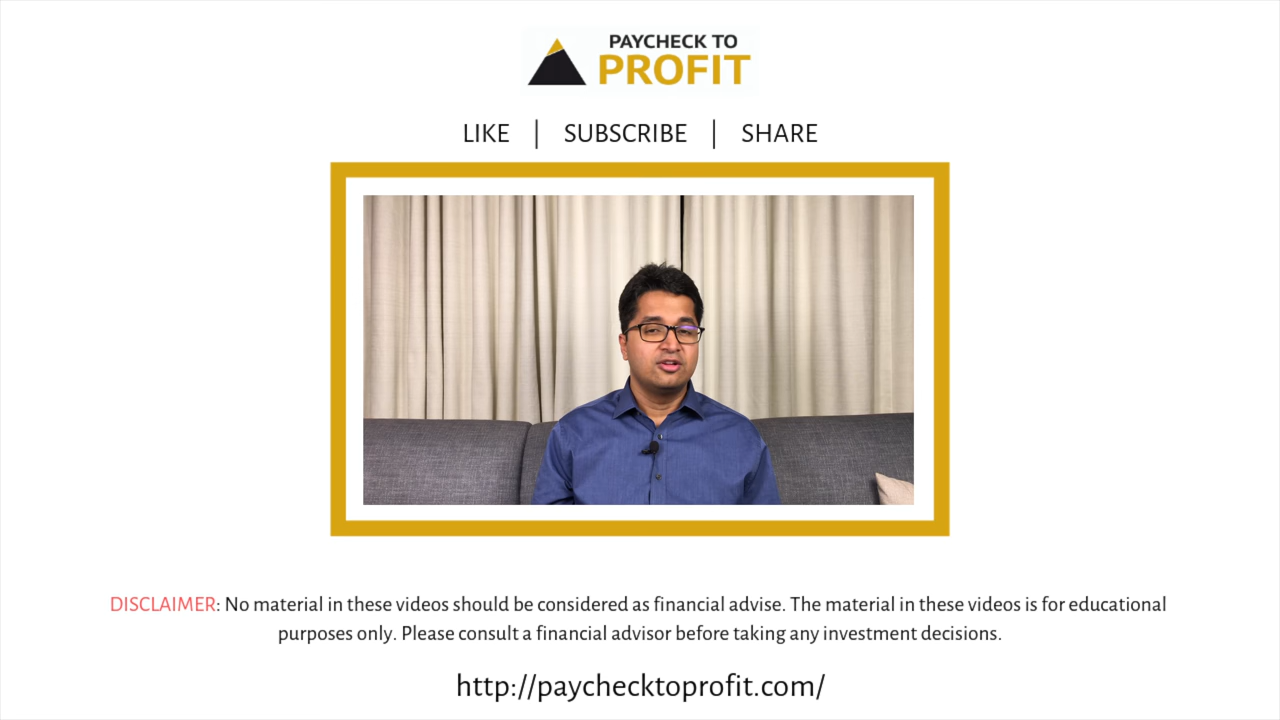 PAYCHECK TO
PROFIT
LIKE | SUBSCRIBE | SHARE
DISCLAIMER: No material in these videos should be considered as financial advise. The material in these videos is for educational
purposes only. Please consult a financial advisor before taking any investment decisions.
http://paychecktoprofit.com/